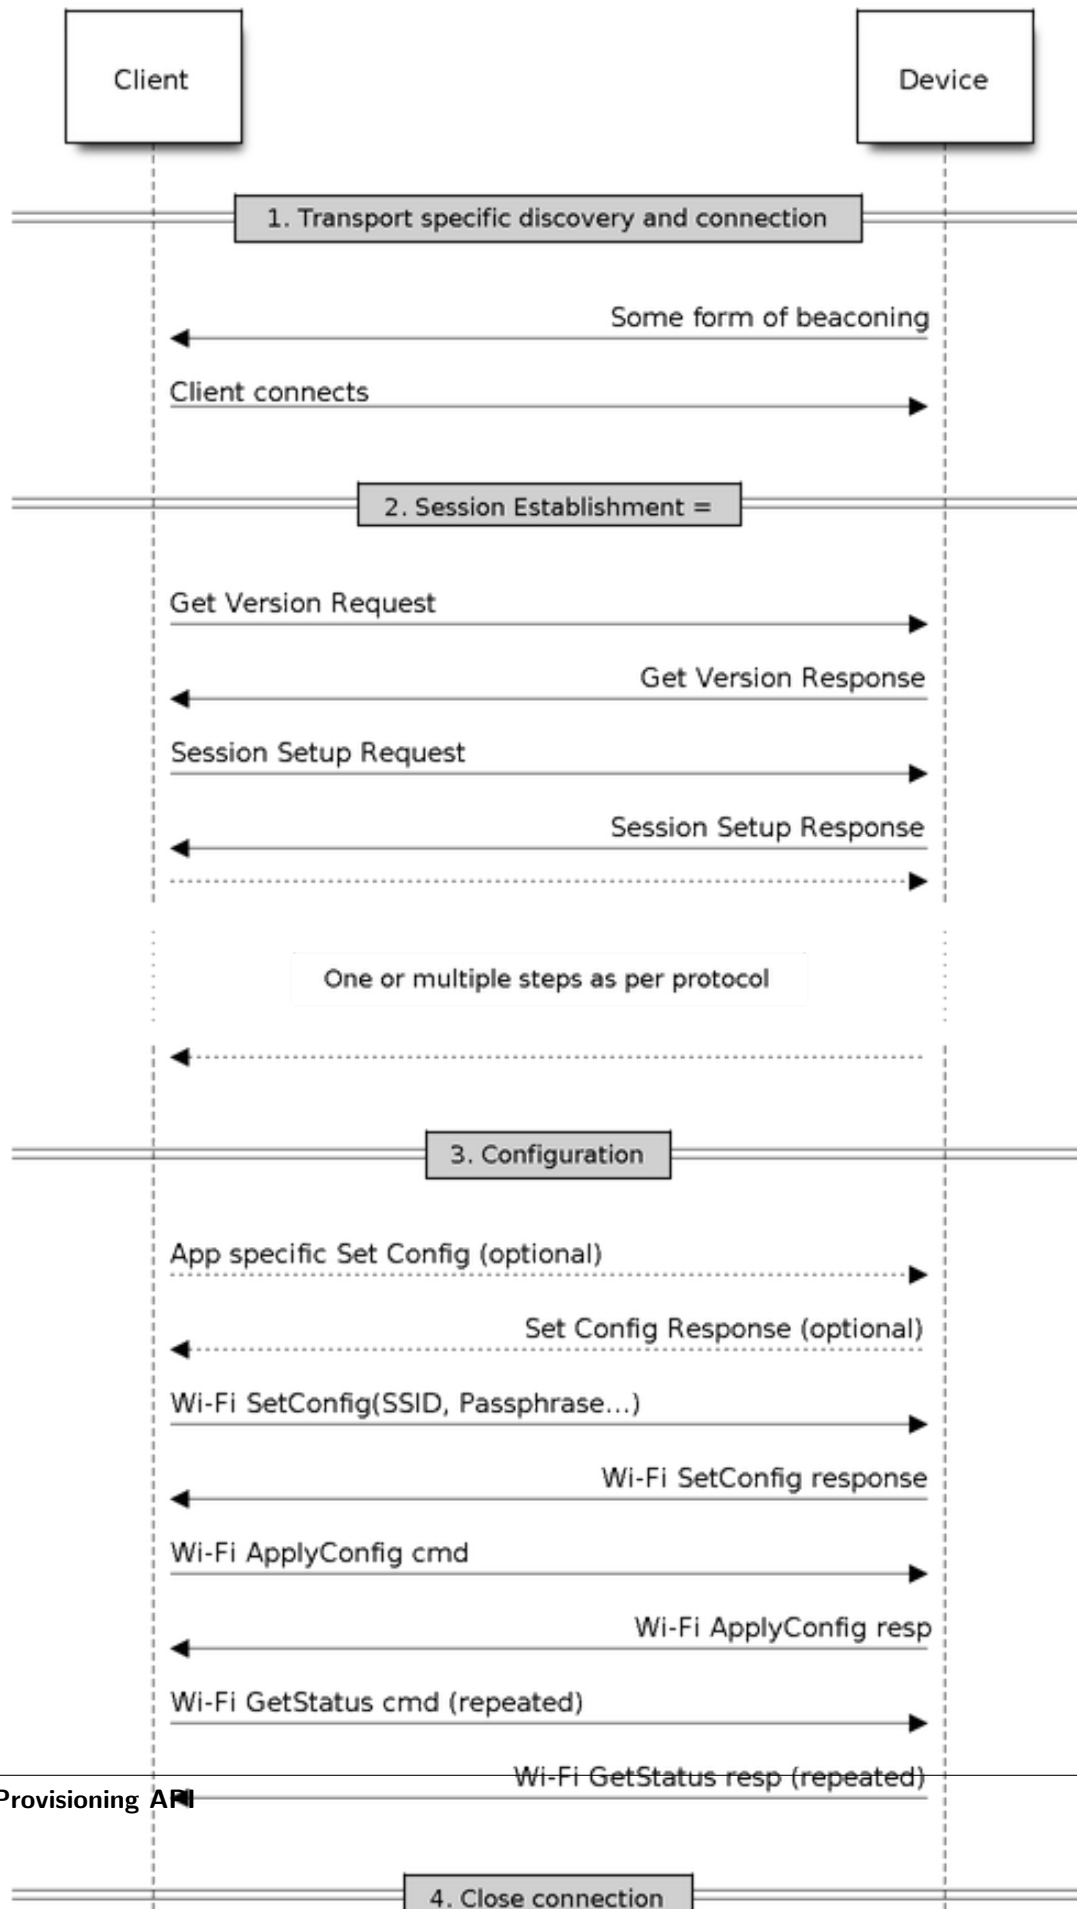 Client
Device
1. Transport specific discovery and connection
Some form of beaconing
Client connects
2. Session Establishment =
Get Version Request
Get Version Response
Session Setup Request
Session Setup Response
One or multiple steps as per protocol
3. Configuration
App specific Set Config (optional)
Set Config Response (optional)
Wi-Fi SetConfig(SSID, Passphrase...)
Wi-Fi SetConfig response
Wi-Fi ApplyConfig cmd
Wi-Fi ApplyConfig resp
Wi-Fi GetStatus cmd (repeated)
Wi-Fi GetStatus resp (repeated)
Provisioning API
4. Close connection